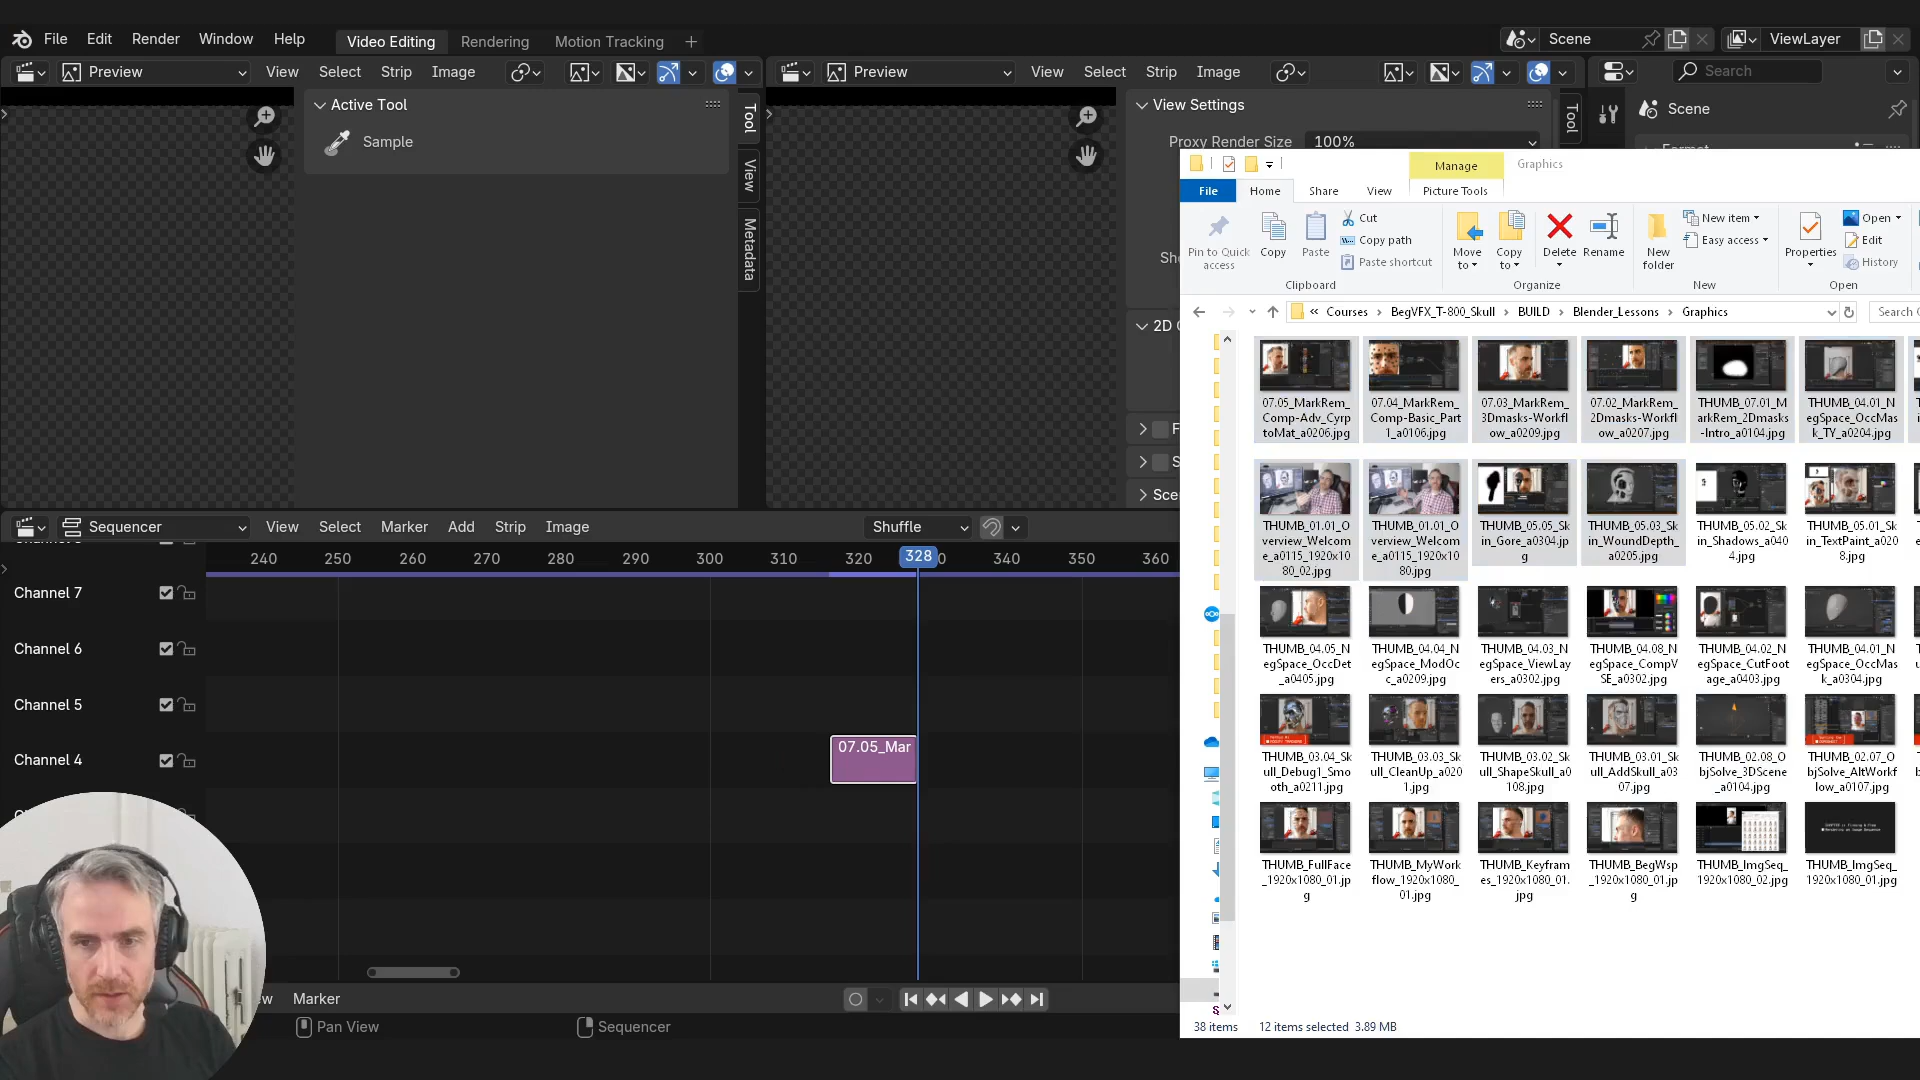 File Edit Render Window Help Video Editing Rendering Motion Tracking Scene ViewLayer
Preview View Select Strip Image Preview View Select Strip Image Search
Active Tool
Sample
Tool
View
Metadata
View Settings
Proxy Render Size 100%
Tool
Scene
2D
Manage Graphics
File Home Share View Picture Tools
Pin to Quick access
Copy
Paste
Cut
Copy path
Paste shortcut
Clipboard
Move to
Copy to
Delete
Rename
Organize
New folder
New item
Easy access
New
Properties
Open
Edit
History
Open
« Courses BegVFX_T-800_Skull BUILD Blender_Lessons Graphics Search
07.05_MarkRem_Comp-Adv_CyrptoMat_a0206.jpg
07.04_MarkRem_Comp-Basic_Part1_a0106.jpg
07.03_MarkRem_3Dmasks-Workflow_a0209.jpg
07.02_MarkRem_2Dmasks-Workflow_a0207.jpg
THUMB_07.01_MarkRem_2Dmasks-Intro_a0104.jpg
THUMB_04.01_NegSpace_OccMask_TY_a0204.jpg
THUMB_01.01_Overview_Welcome_a0115_1920x1080_02.jpg
THUMB_01.01_Overview_Welcome_a0115_1920x1080.jpg
THUMB_05.05_Skin_Gore_a0304.jpg
THUMB_05.03_Skin_WoundDepth_a0205.jpg
THUMB_05.02_Skin_Shadows_a0404.jpg
THUMB_05.01_Skin_TextPaint_a0208.jpg
THUMB_04.05_NegSpace_OccDet_a0405.jpg
THUMB_04.04_NegSpace_ModOcc_a0209.jpg
THUMB_04.03_NegSpace_ViewLayers_a0302.jpg
THUMB_04.08_NegSpace_CompVSE_a0302.jpg
THUMB_04.02_NegSpace_CutFootage_a0403.jpg
THUMB_04.01_NegSpace_OccMask_a0304.jpg
THUMB_03.04_Skull_Debug1_Smooth_a0211.jpg
THUMB_03.03_Skull_CleanUp_a0201.jpg
THUMB_03.02_Skull_ShapeSkull_a0108.jpg
THUMB_03.01_Skull_AddSkull_a0307.jpg
THUMB_02.08_ObjSolve_3DScene_a0104.jpg
THUMB_02.07_ObjSolve_AltWorkflow_a0107.jpg
THUMB_FullFace_1920x1080_01.jpg
THUMB_MyWorkflow_1920x1080_01.jpg
THUMB_Keyframes_1920x1080_01.jpg
THUMB_BegWsp_1920x1080_01.jpg
THUMB_ImgSeq_1920x1080_02.jpg
THUMB_ImgSeq_1920x1080_01.jpg
38 items 12 items selected 3.89 MB
Sequencer View Select Marker Add Strip Image Shuffle
240 250 260 270 280 290 300 310 320 328 340 350 360
Channel 7
Channel 6
Channel 5
Channel 4
07.05_Mar
Marker
Pan View Sequencer